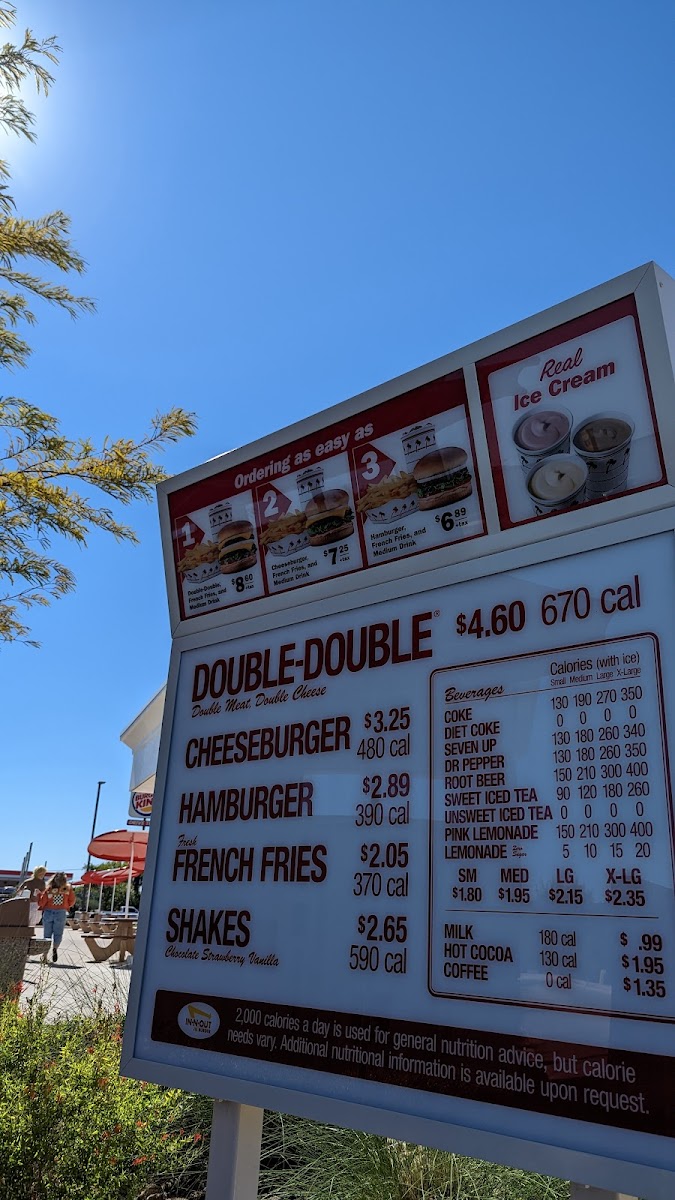 Ordering as easy as
1
Double-Double,
French Fries, and
Medium Drink
$8.60 +tax
2
Cheeseburger,
French Fries, and
Medium Drink
$7.25 +tax
3
Hamburger,
French Fries, and
Medium Drink
$6.89 +tax
Real
Ice Cream
DOUBLE-DOUBLE® $4.60 670 cal
Double Meat, Double Cheese
CHEESEBURGER $3.25
480 cal
HAMBURGER $2.89
390 cal
Fresh
FRENCH FRIES $2.05
370 cal
SHAKES $2.65
Chocolate Strawberry Vanilla 590 cal
Beverages Calories (with ice)
Small Medium Large X-Large
COKE 130 190 270 350
DIET COKE 0 0 0 0
SEVEN UP 130 180 260 340
DR PEPPER 130 180 260 350
ROOT BEER 150 210 300 400
SWEET ICED TEA 90 120 180 260
UNSWEET ICED TEA 0 0 0 0
PINK LEMONADE 150 210 300 400
LEMONADE Zero Sugar 5 10 15 20
SM MED LG X-LG
$1.80 $1.95 $2.15 $2.35
MILK 180 cal $ .99
HOT COCOA 130 cal $1.95
COFFEE 0 cal $1.35
IN-N-OUT
2,000 calories a day is used for general nutrition advice, but calorie
needs vary. Additional nutritional information is available upon request.
BURGER
KING